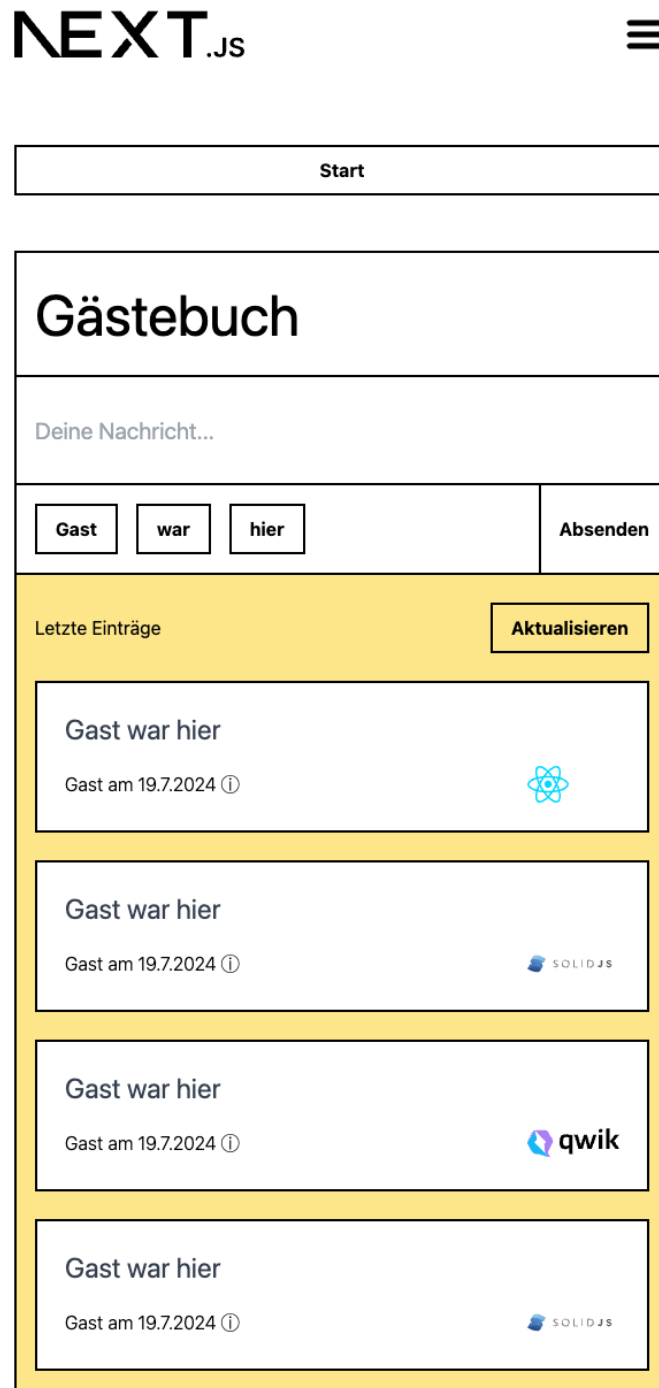 NEXT.JS
Start
Gästebuch
Deine Nachricht...
Gast war hier Absenden
Letzte Einträge Aktualisieren
Gast war hier
Gast am 19.7.2024 ⓘ
Gast war hier
Gast am 19.7.2024 ⓘ SOLIDJS
Gast war hier
Gast am 19.7.2024 ⓘ qwik
Gast war hier
Gast am 19.7.2024 ⓘ SOLIDJS